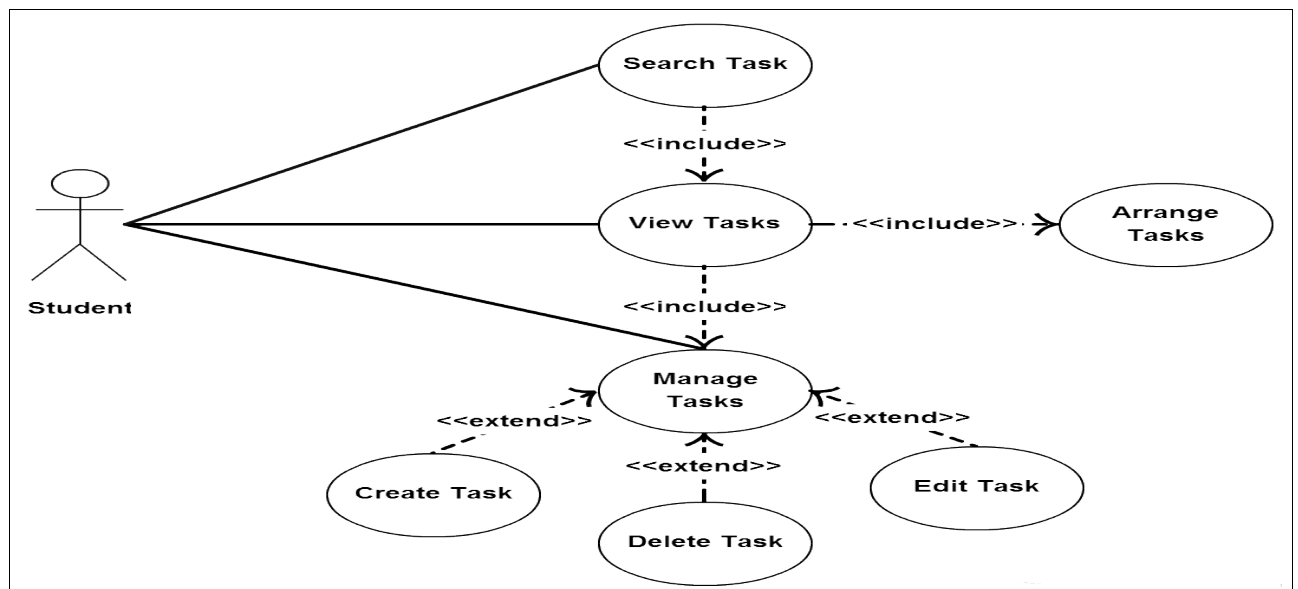 Search Task
<<include>>
View Tasks
<<include>>
Arrange
Tasks
Student
<<include>>
Manage
Tasks
<<extend>>
<<extend>>
<<extend>>
Create Task
Edit Task
Delete Task